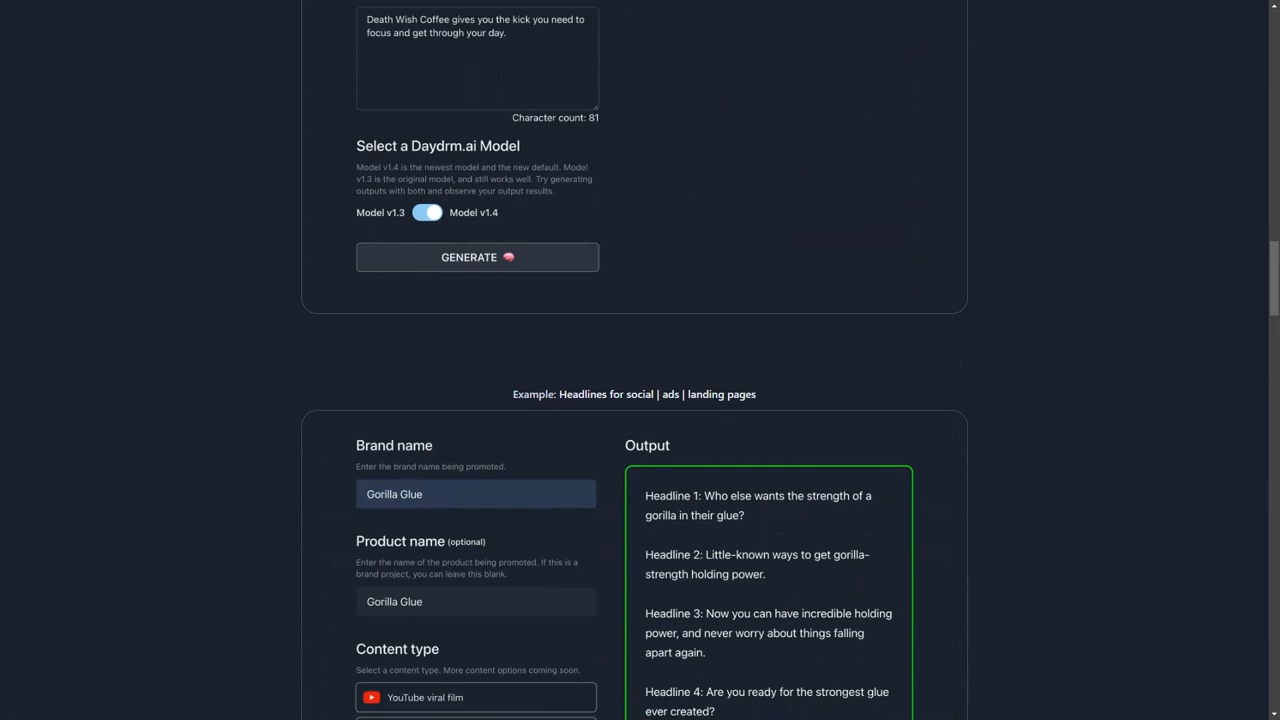 Death Wish Coffee gives you the kick you need to
focus and get through your day.
Character count: 81
Select a Daydrm.ai Model
Model v1.4 is the newest model and the new default. Model
v1.3 is the original model, and still works well. Try generating
outputs with both and observe your output results.
Model v1.3 Model v1.4
GENERATE 🧠
Example: Headlines for social | ads | landing pages
Brand name
Enter the brand name being promoted.
Gorilla Glue
Product name (optional)
Enter the name of the product being promoted. If this is a
brand project, you can leave this blank.
Gorilla Glue
Content type
Select a content type. More content options coming soon.
YouTube viral film
Output
Headline 1: Who else wants the strength of a
gorilla in their glue?
Headline 2: Little-known ways to get gorilla-
strength holding power.
Headline 3: Now you can have incredible holding
power, and never worry about things falling
apart again.
Headline 4: Are you ready for the strongest glue
ever created?